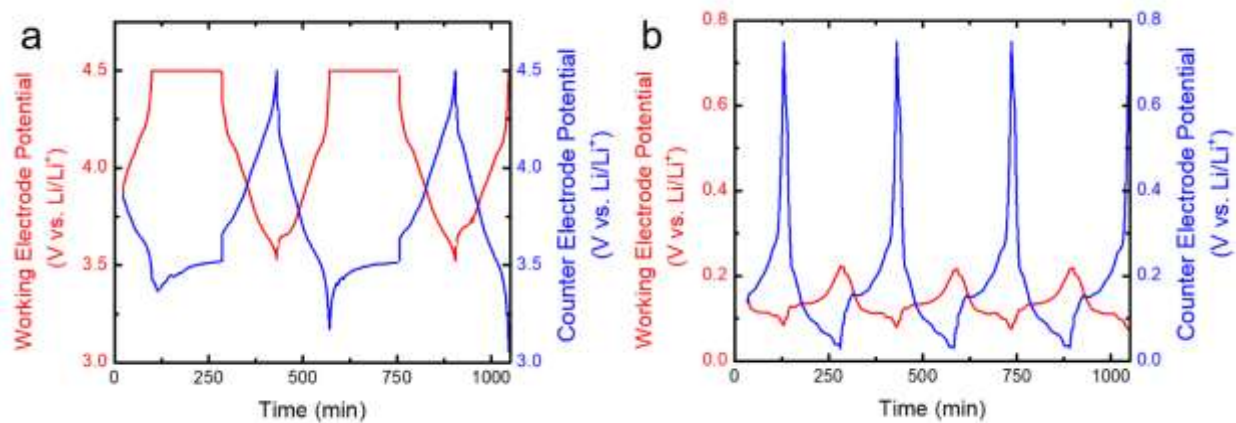 a
Working Electrode Potential
(V vs. Li/Li⁺)
4.5
4.0
3.5
3.0
0
250
500
750
1000
Time (min)
4.5
4.0
3.5
3.0
Counter Electrode Potential
(V vs. Li/Li⁺)
b
Working Electrode Potential
(V vs. Li/Li⁺)
0.8
0.6
0.4
0.2
0.0
0
250
500
750
1000
Time (min)
0.8
0.6
0.4
0.2
0.0
Counter Electrode Potential
(V vs. Li/Li⁺)